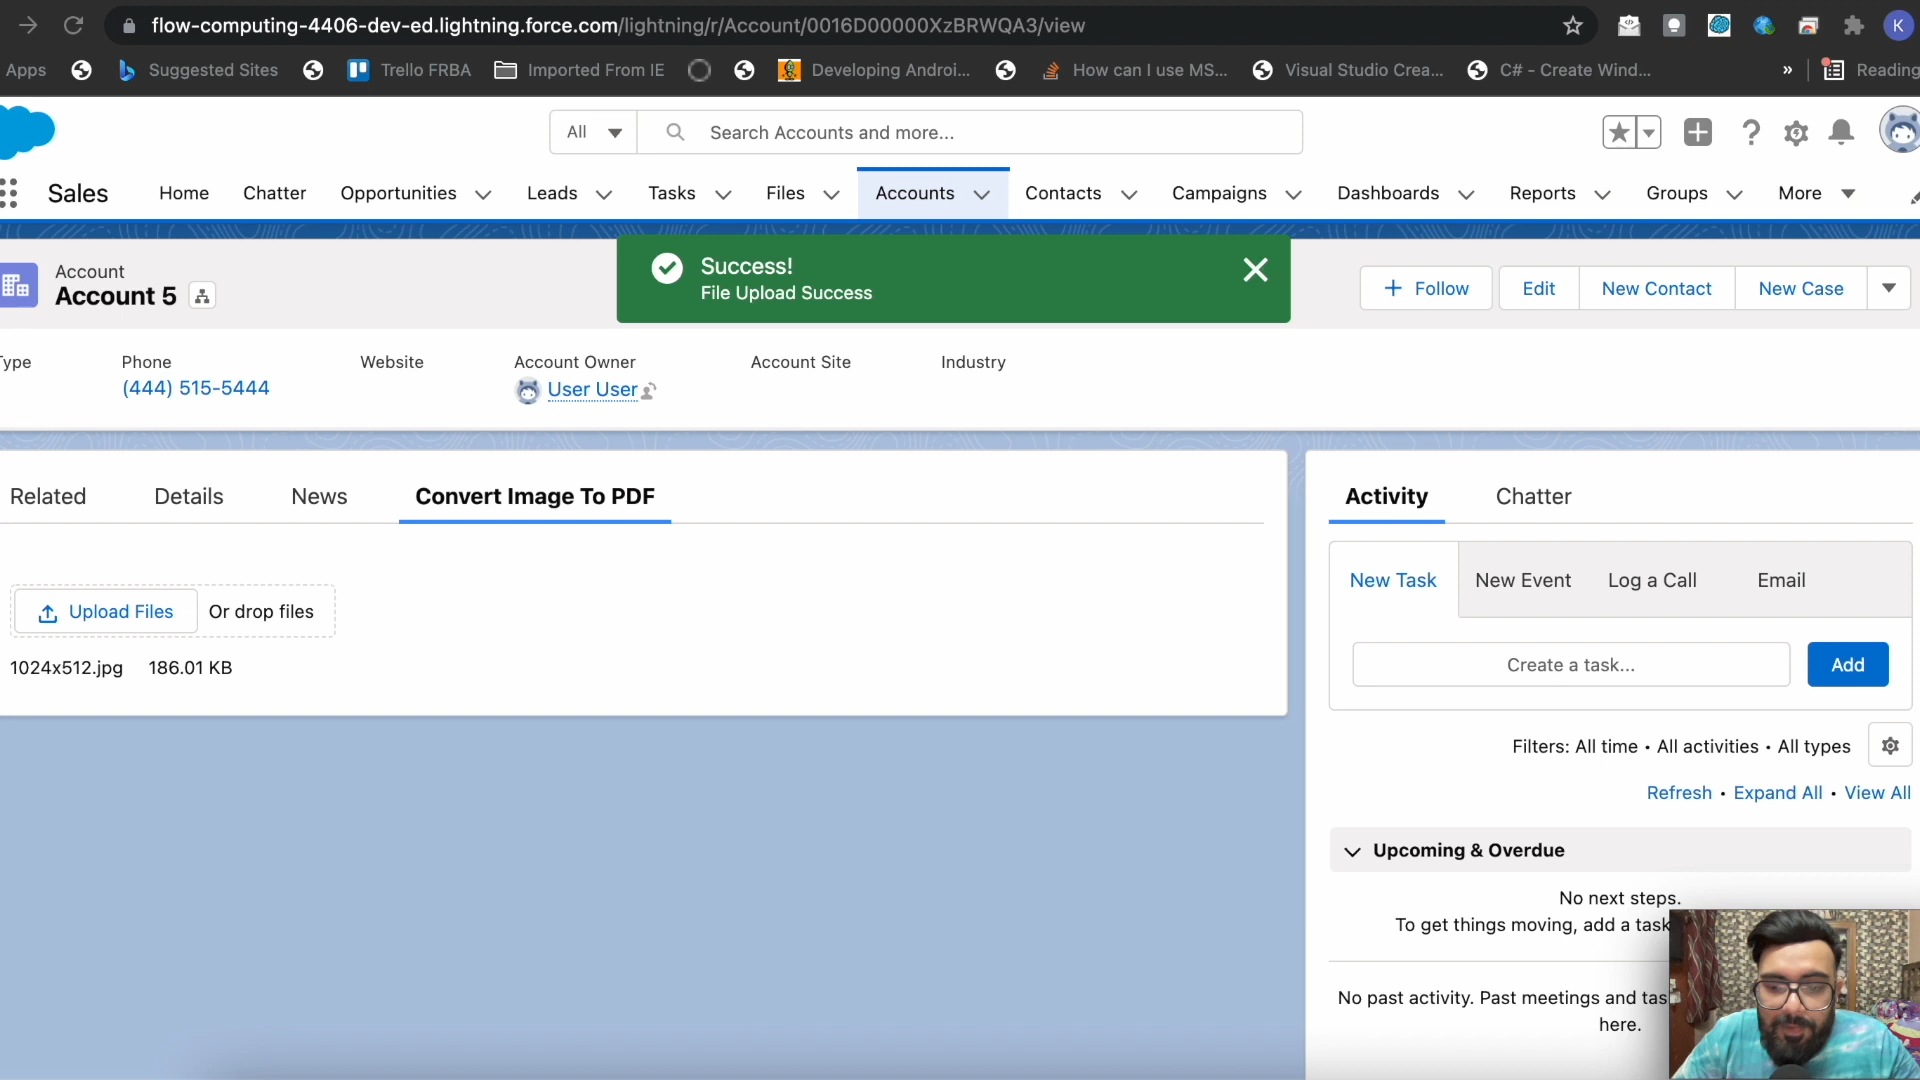 flow-computing-4406-dev-ed.lightning.force.com/lightning/r/Account/0016D00000XzBRWQA3/view
K
Apps Suggested Sites Trello FRBA Imported From IE Developing Androi... How can I use MS... Visual Studio Crea... C# - Create Wind... » Reading
All Search Accounts and more...
Sales Home Chatter Opportunities Leads Tasks Files Accounts Contacts Campaigns Dashboards Reports Groups More
Success!
File Upload Success
Account
Account 5
+ Follow Edit New Contact New Case
Type Phone Website Account Owner Account Site Industry
(444) 515-5444 User User
Related Details News Convert Image To PDF
Upload Files Or drop files
1024x512.jpg 186.01 KB
Activity Chatter
New Task New Event Log a Call Email
Create a task... Add
Filters: All time • All activities • All types
Refresh • Expand All • View All
Upcoming & Overdue
No next steps.
To get things moving, add a task
No past activity. Past meetings and tas
here.